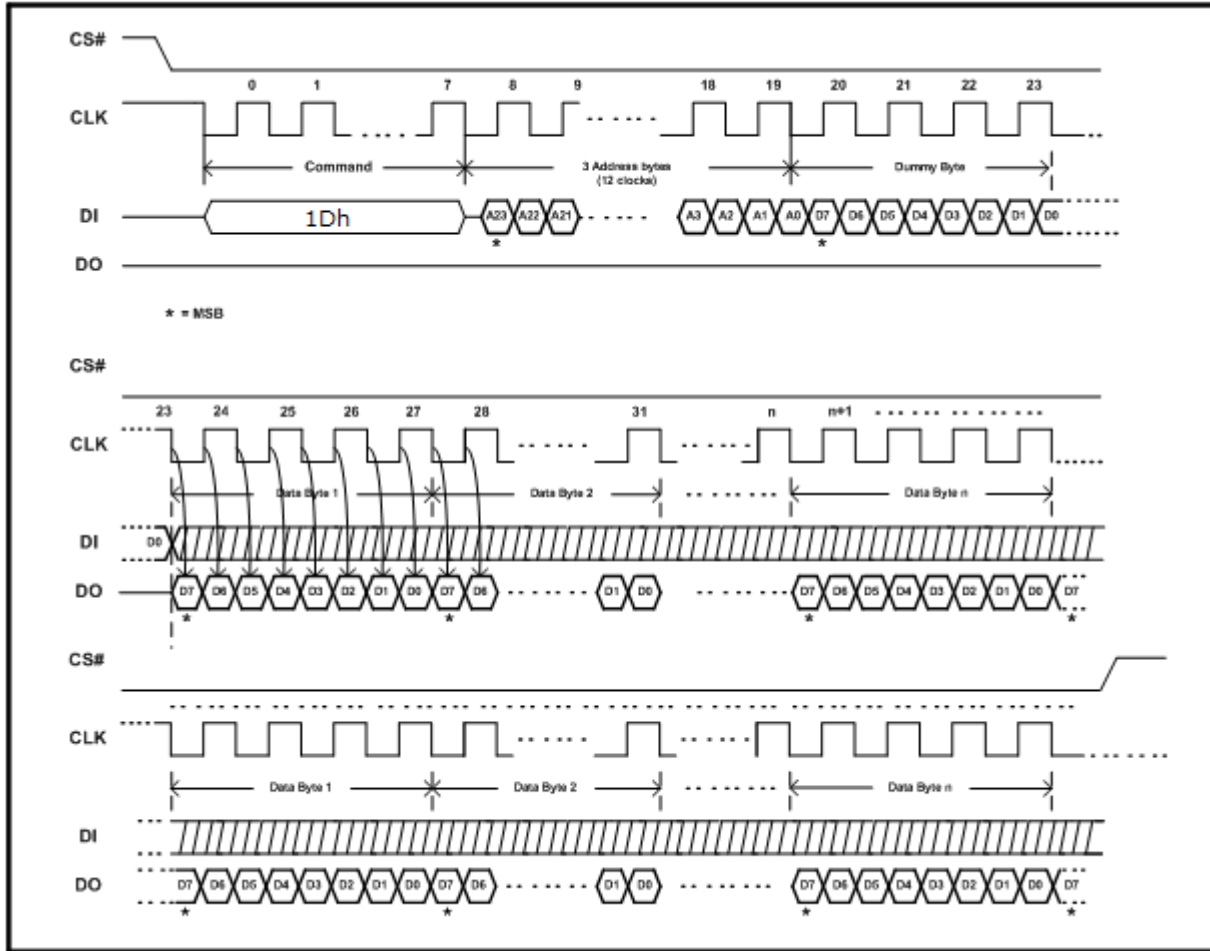 CS#
0 1 7 8 9 18 19 20 21 22 23
CLK
Command 3 Address bytes Dummy Byte
(12 clocks)
DI 1Dh A23 A22 A21 A3 A2 A1 A0 D7 D6 D5 D4 D3 D2 D1 D0
* *
DO
* = MSB
CS#
23 24 25 26 27 28 31 n n+1
CLK
Data Byte 1 Data Byte 2 Data Byte n
DI D0
DO D7 D6 D5 D4 D3 D2 D1 D0 D7 D6 D1 D0 D7 D6 D5 D4 D3 D2 D1 D0 D7
* * * *
CS#
CLK
Data Byte 1 Data Byte 2 Data Byte n
DI
DO D7 D6 D5 D4 D3 D2 D1 D0 D7 D6 D1 D0 D7 D6 D5 D4 D3 D2 D1 D0 D7
* * * *